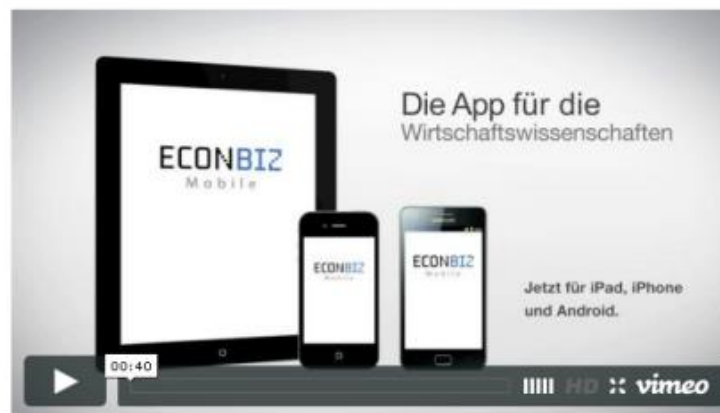 Die App für die
Wirtschaftswissenschaften
ECONBIZ
Mobile
ECONBIZ
Mobile
ECONBIZ
Mobile
Jetzt für iPad, iPhone
und Android.
00:40
HD vimeo